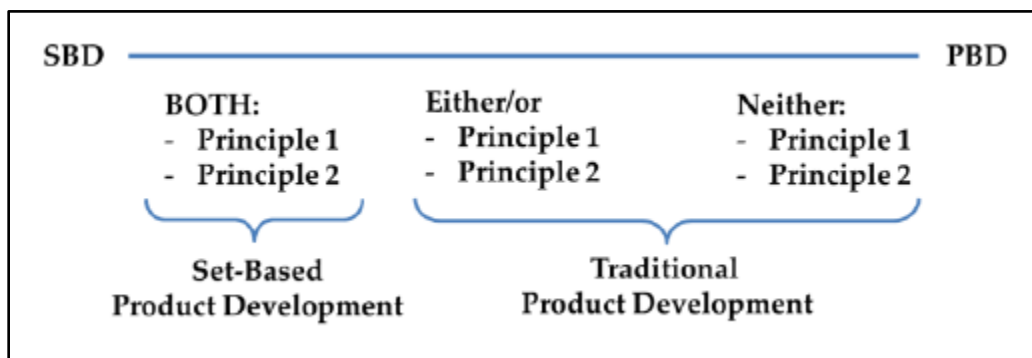 SBD PBD
BOTH:
- Principle 1
- Principle 2
Either/or
- Principle 1
- Principle 2
Neither:
- Principle 1
- Principle 2
Set-Based
Product Development
Traditional
Product Development